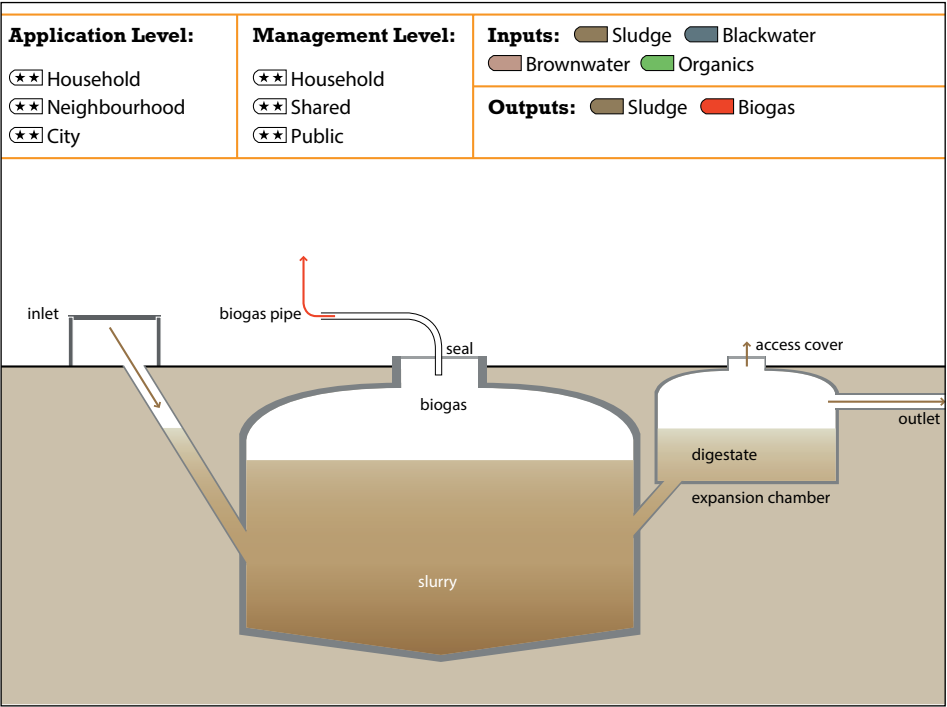 Application Level:
★★ Household
★★ Neighbourhood
★★ City
Management Level:
★★ Household
★★ Shared
★★ Public
Inputs: Sludge Blackwater
Brownwater Organics
Outputs: Sludge Biogas
inlet
biogas pipe
seal
access cover
biogas
outlet
digestate
expansion chamber
slurry